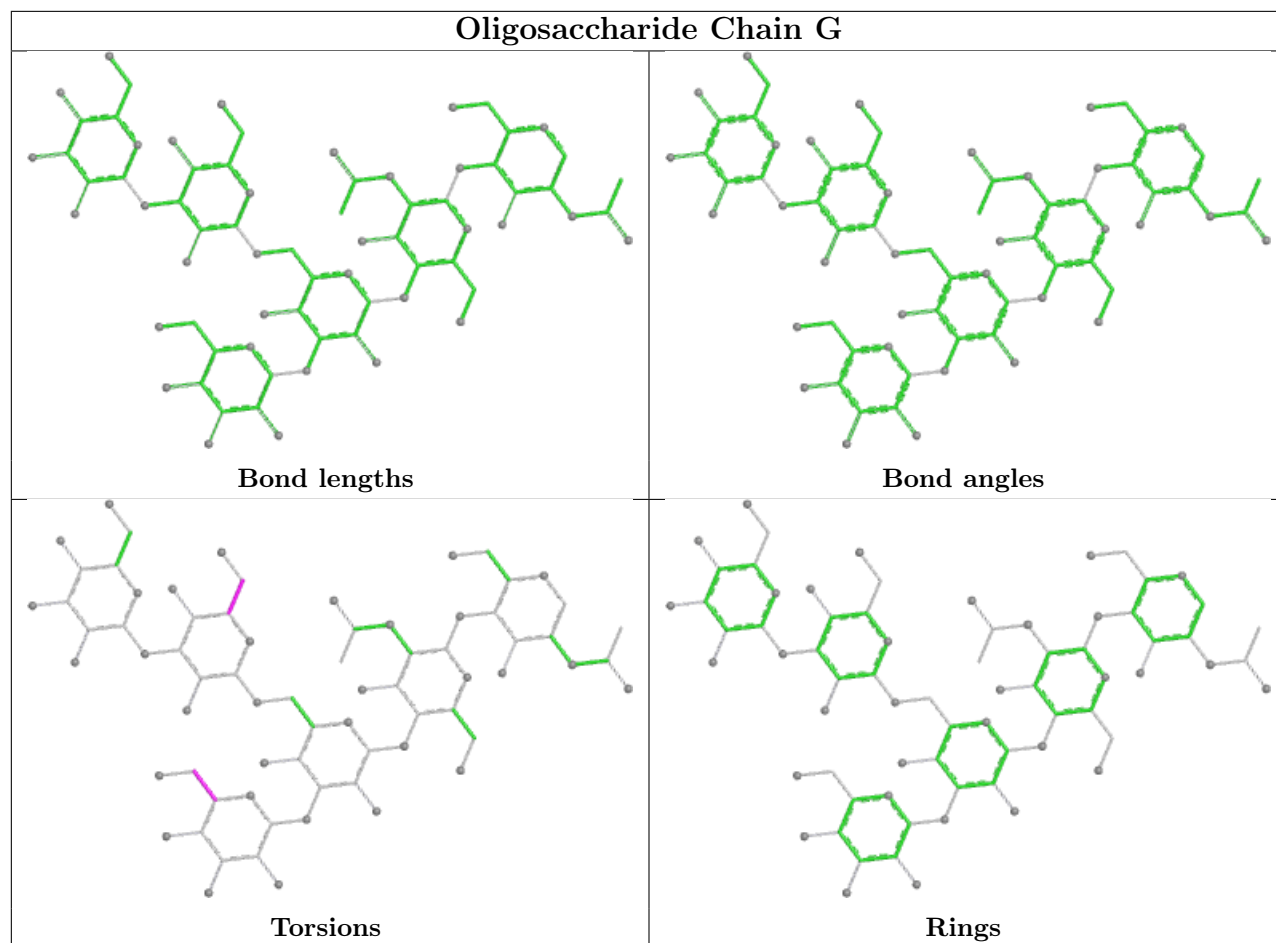 Oligosaccharide Chain G
Bond lengths
Bond angles
Torsions
Rings